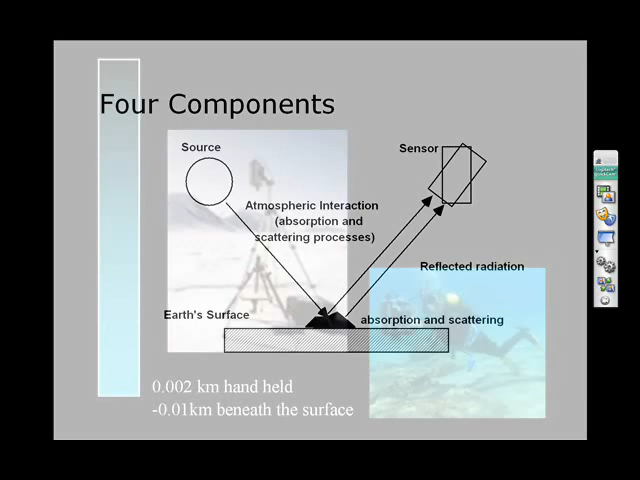 Four Components
Source
Sensor
Atmospheric Interaction
(absorption and
scattering processes)
Reflected radiation
Earth's Surface
absorption and scattering
0.002 km hand held
-0.01km beneath the surface